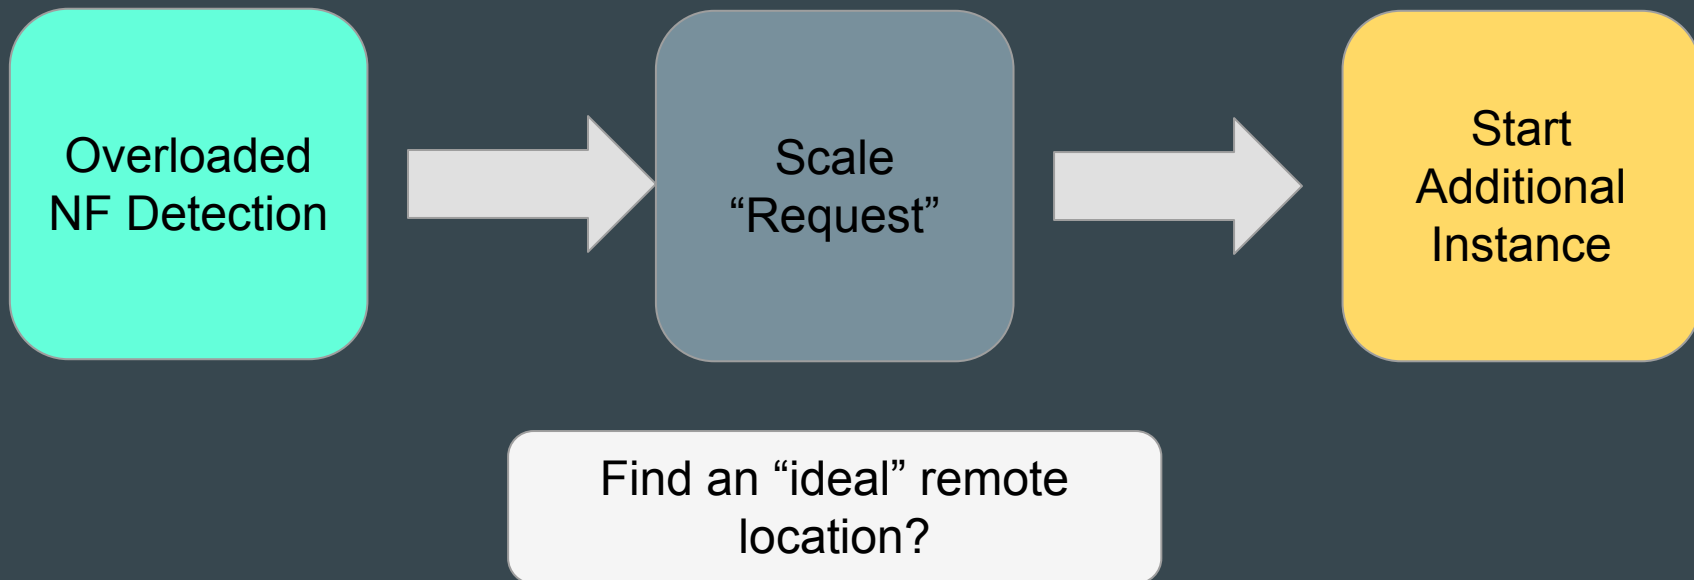 Overloaded
NF Detection
Scale
“Request”
Start
Additional
Instance
Find an “ideal” remote
location?